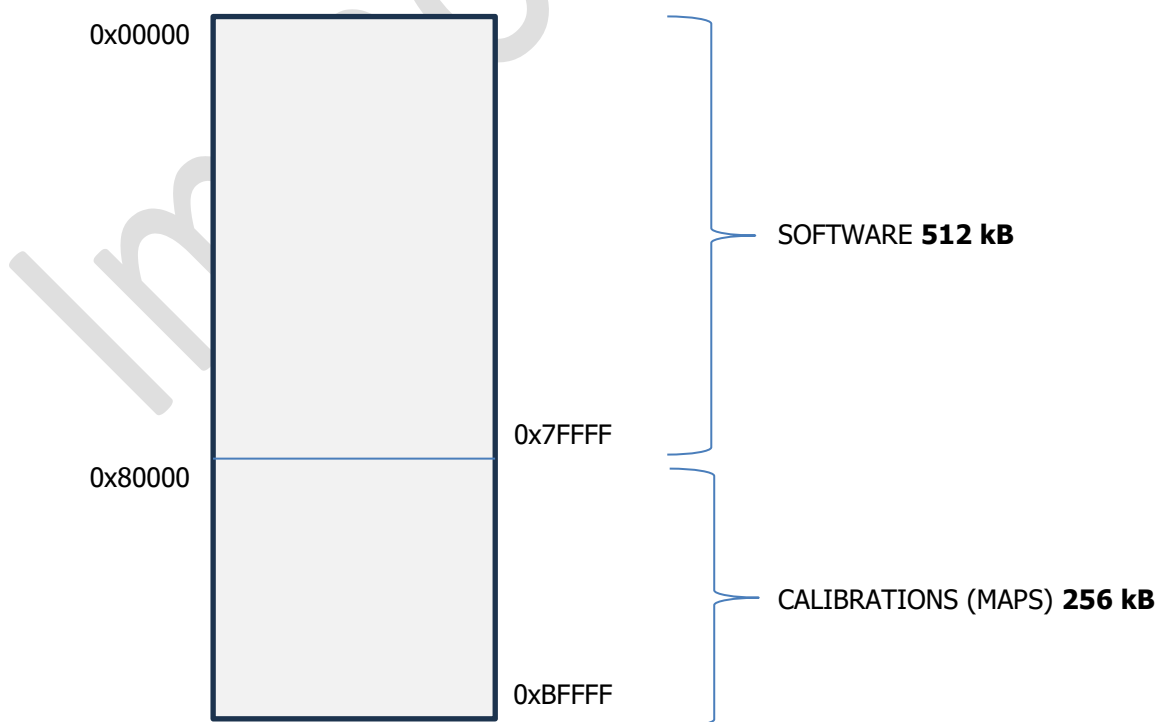 0x00000
SOFTWARE 512 kB
0x7FFFF
0x80000
CALIBRATIONS (MAPS) 256 kB
0xBFFFF